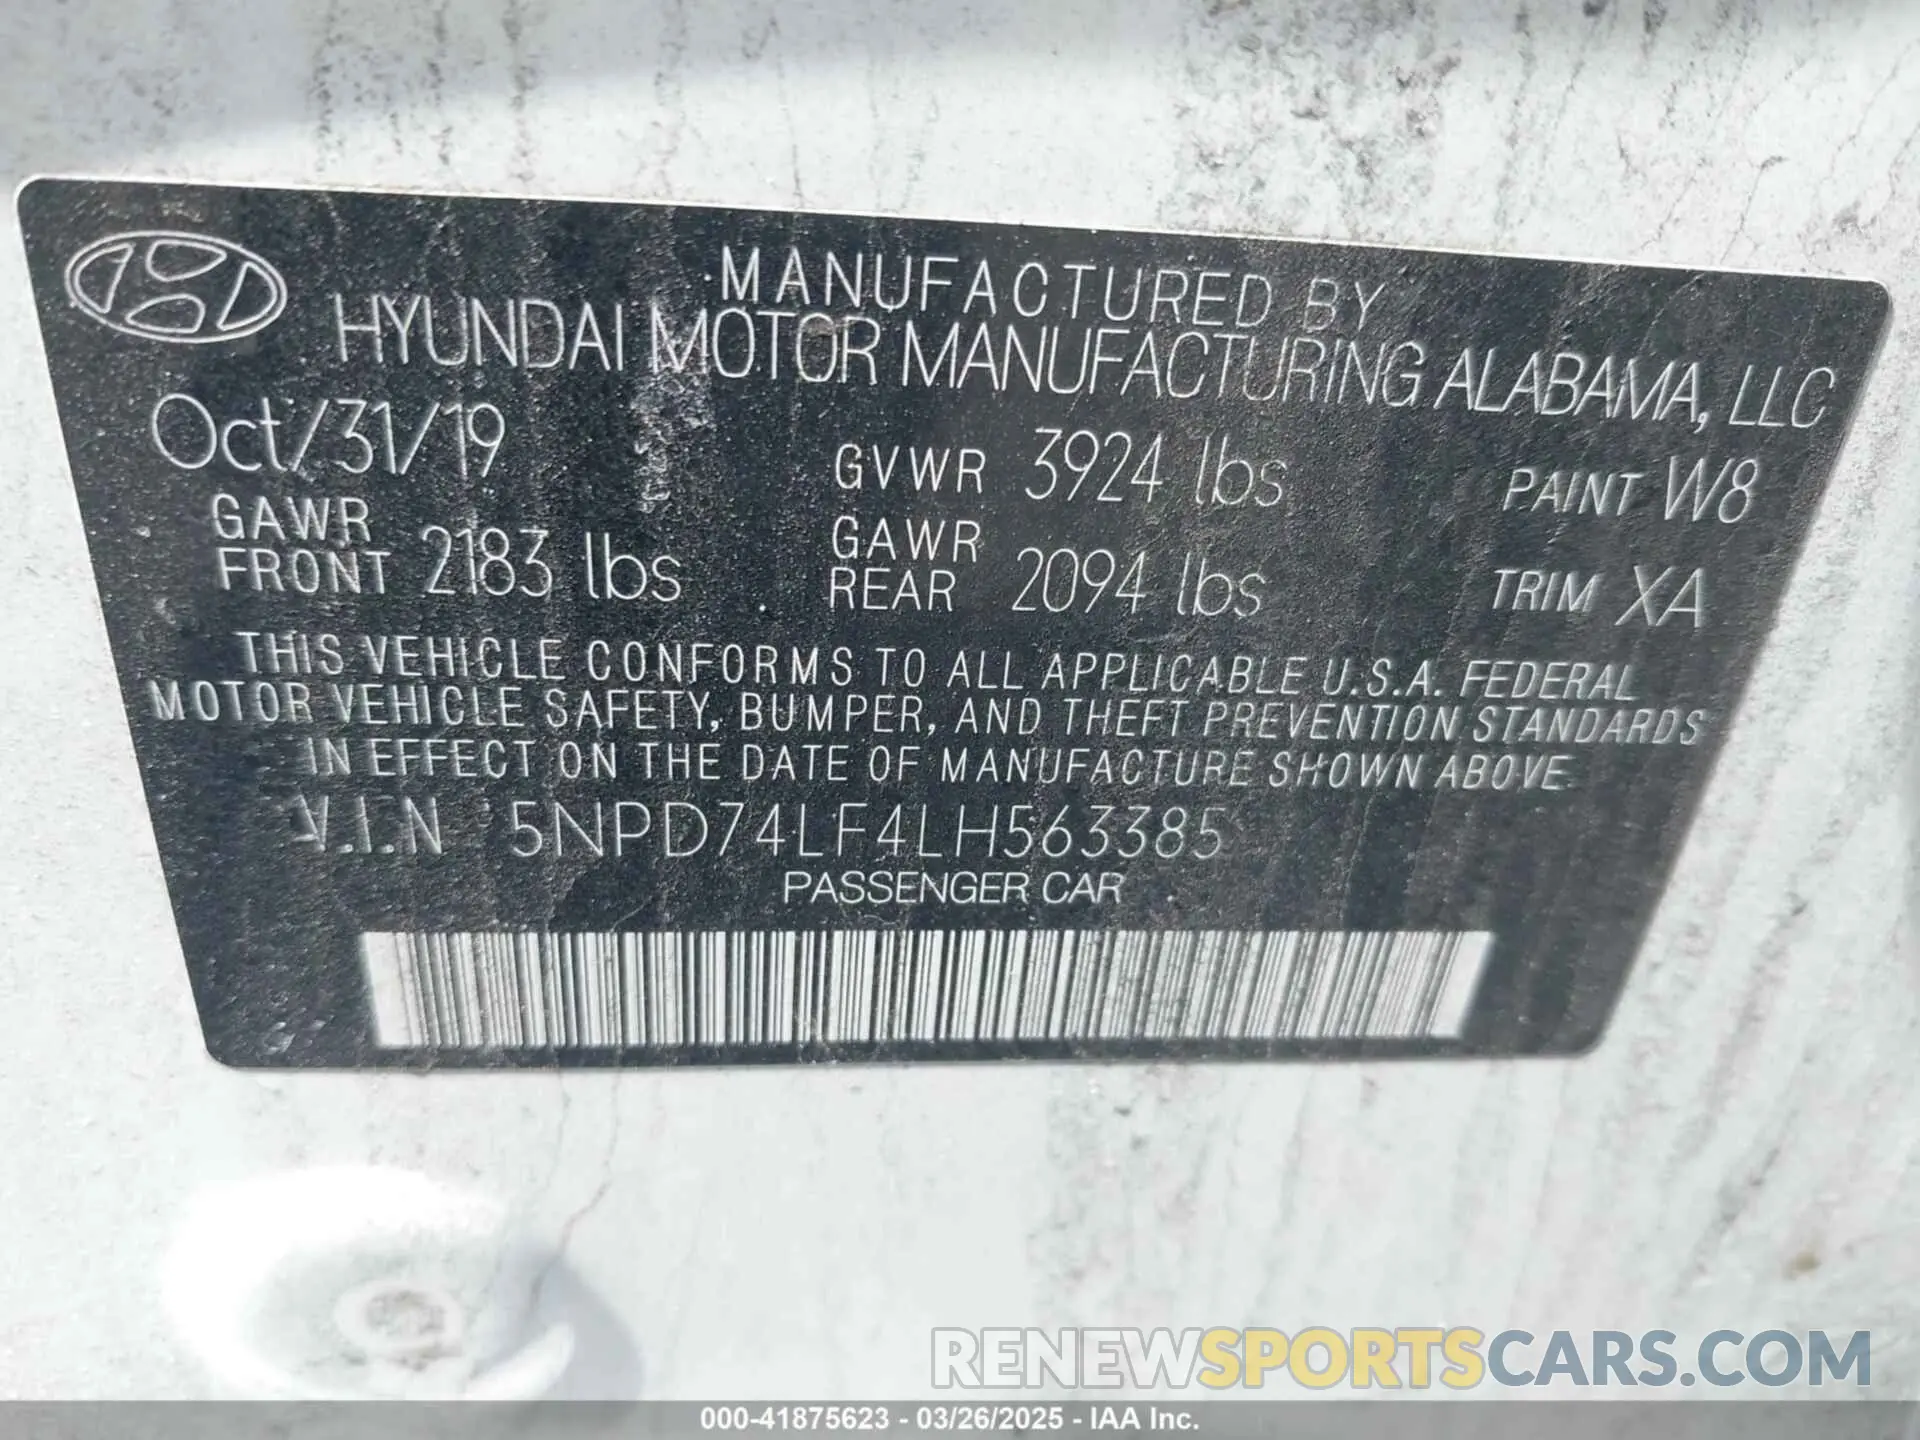 MANUFACTURED BY
HYUNDAI MOTOR MANUFACTURING ALABAMA, LLC
Oct/31/19 GVWR 3924 lbs PAINT W8
GAWR FRONT 2183 lbs GAWR REAR 2094 lbs TRIM XA
THIS VEHICLE CONFORMS TO ALL APPLICABLE U.S.A. FEDERAL
MOTOR VEHICLE SAFETY, BUMPER, AND THEFT PREVENTION STANDARDS
IN EFFECT ON THE DATE OF MANUFACTURE SHOWN ABOVE
V.I.N 5NPD74LF4LH563385
PASSENGER CAR
RENEWSPORTSCARS.COM
000-41875623 - 03/26/2025 - IAA Inc.